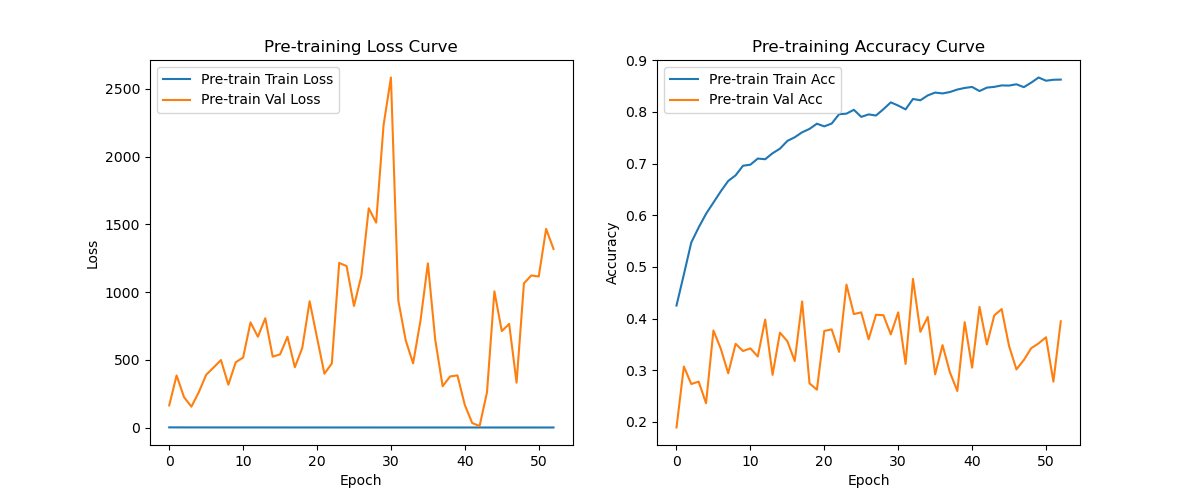 Pre-training Loss Curve
Pre-train Train Loss
Pre-train Val Loss
2500
2000
1500
1000
500
0
Loss
0 10 20 30 40 50
Epoch
Pre-training Accuracy Curve
Pre-train Train Acc
Pre-train Val Acc
0.9
0.8
0.7
0.6
0.5
0.4
0.3
0.2
Accuracy
0 10 20 30 40 50
Epoch